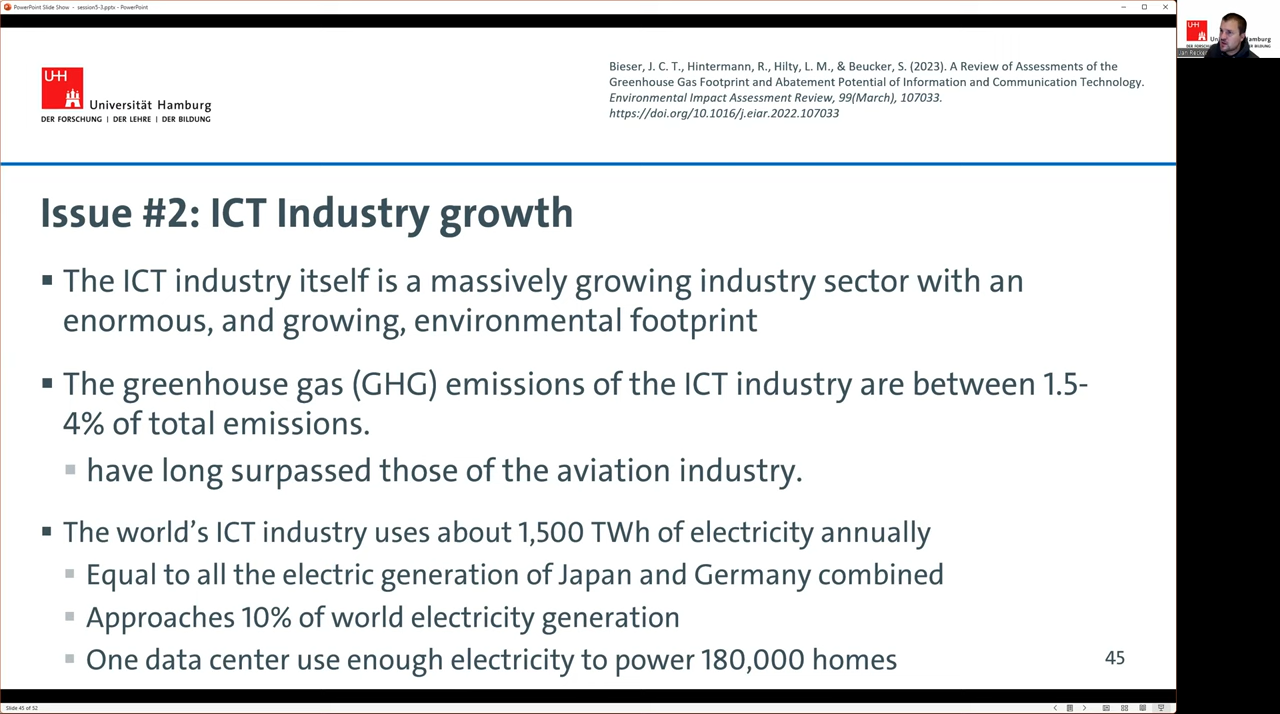 PowerPoint Slide Show - session5-3.pptx - PowerPoint
UH
Universität Hamburg
DER FORSCHUNG | DER LEHRE | DER BILDUNG
Bieser, J. C. T., Hintermann, R., Hilty, L. M., & Beucker, S. (2023). A Review of Assessments of the
Greenhouse Gas Footprint and Abatement Potential of Information and Communication Technology.
Environmental Impact Assessment Review, 99(March), 107033.
https://doi.org/10.1016/j.eiar.2022.107033
Issue #2: ICT Industry growth
The ICT industry itself is a massively growing industry sector with an
enormous, and growing, environmental footprint
The greenhouse gas (GHG) emissions of the ICT industry are between 1.5-
4% of total emissions.
have long surpassed those of the aviation industry.
The world's ICT industry uses about 1,500 TWh of electricity annually
Equal to all the electric generation of Japan and Germany combined
Approaches 10% of world electricity generation
One data center use enough electricity to power 180,000 homes
45
Slide 45 of 52